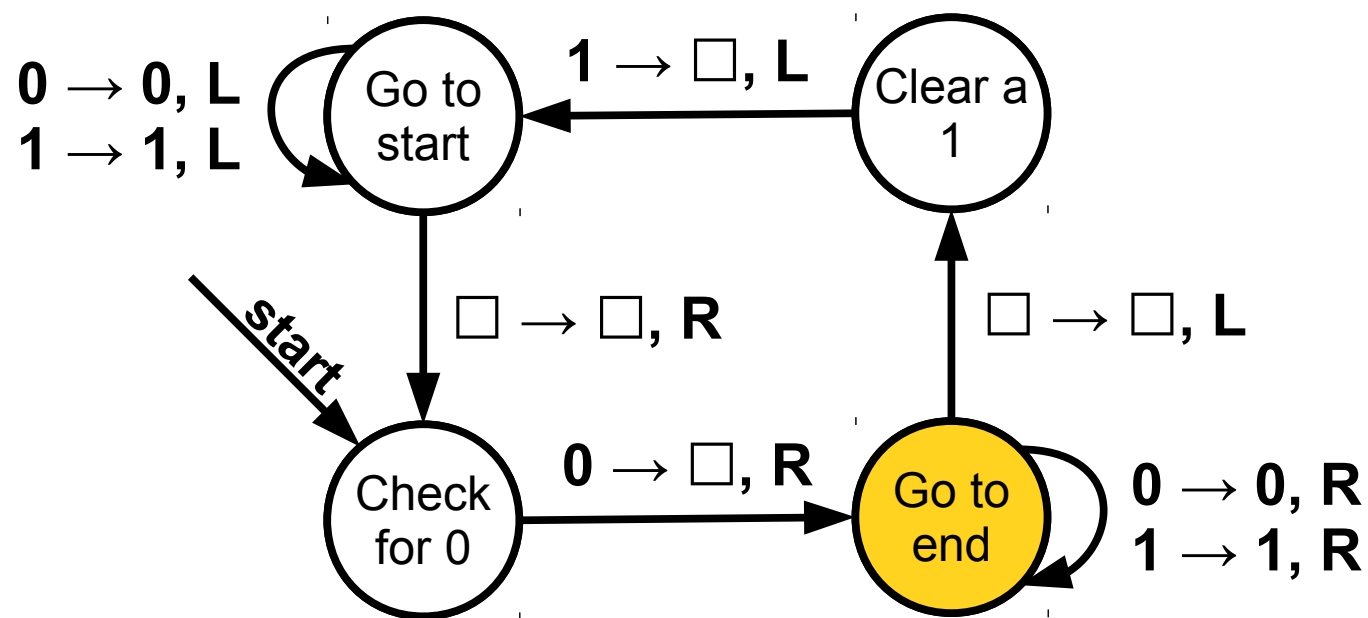 0 → 0, L
1 → 1, L
Go to
start
1 → □, L
Clear a
1
start
□ → □, R
□ → □, L
Check
for 0
0 → □, R
Go to
end
0 → 0, R
1 → 1, R